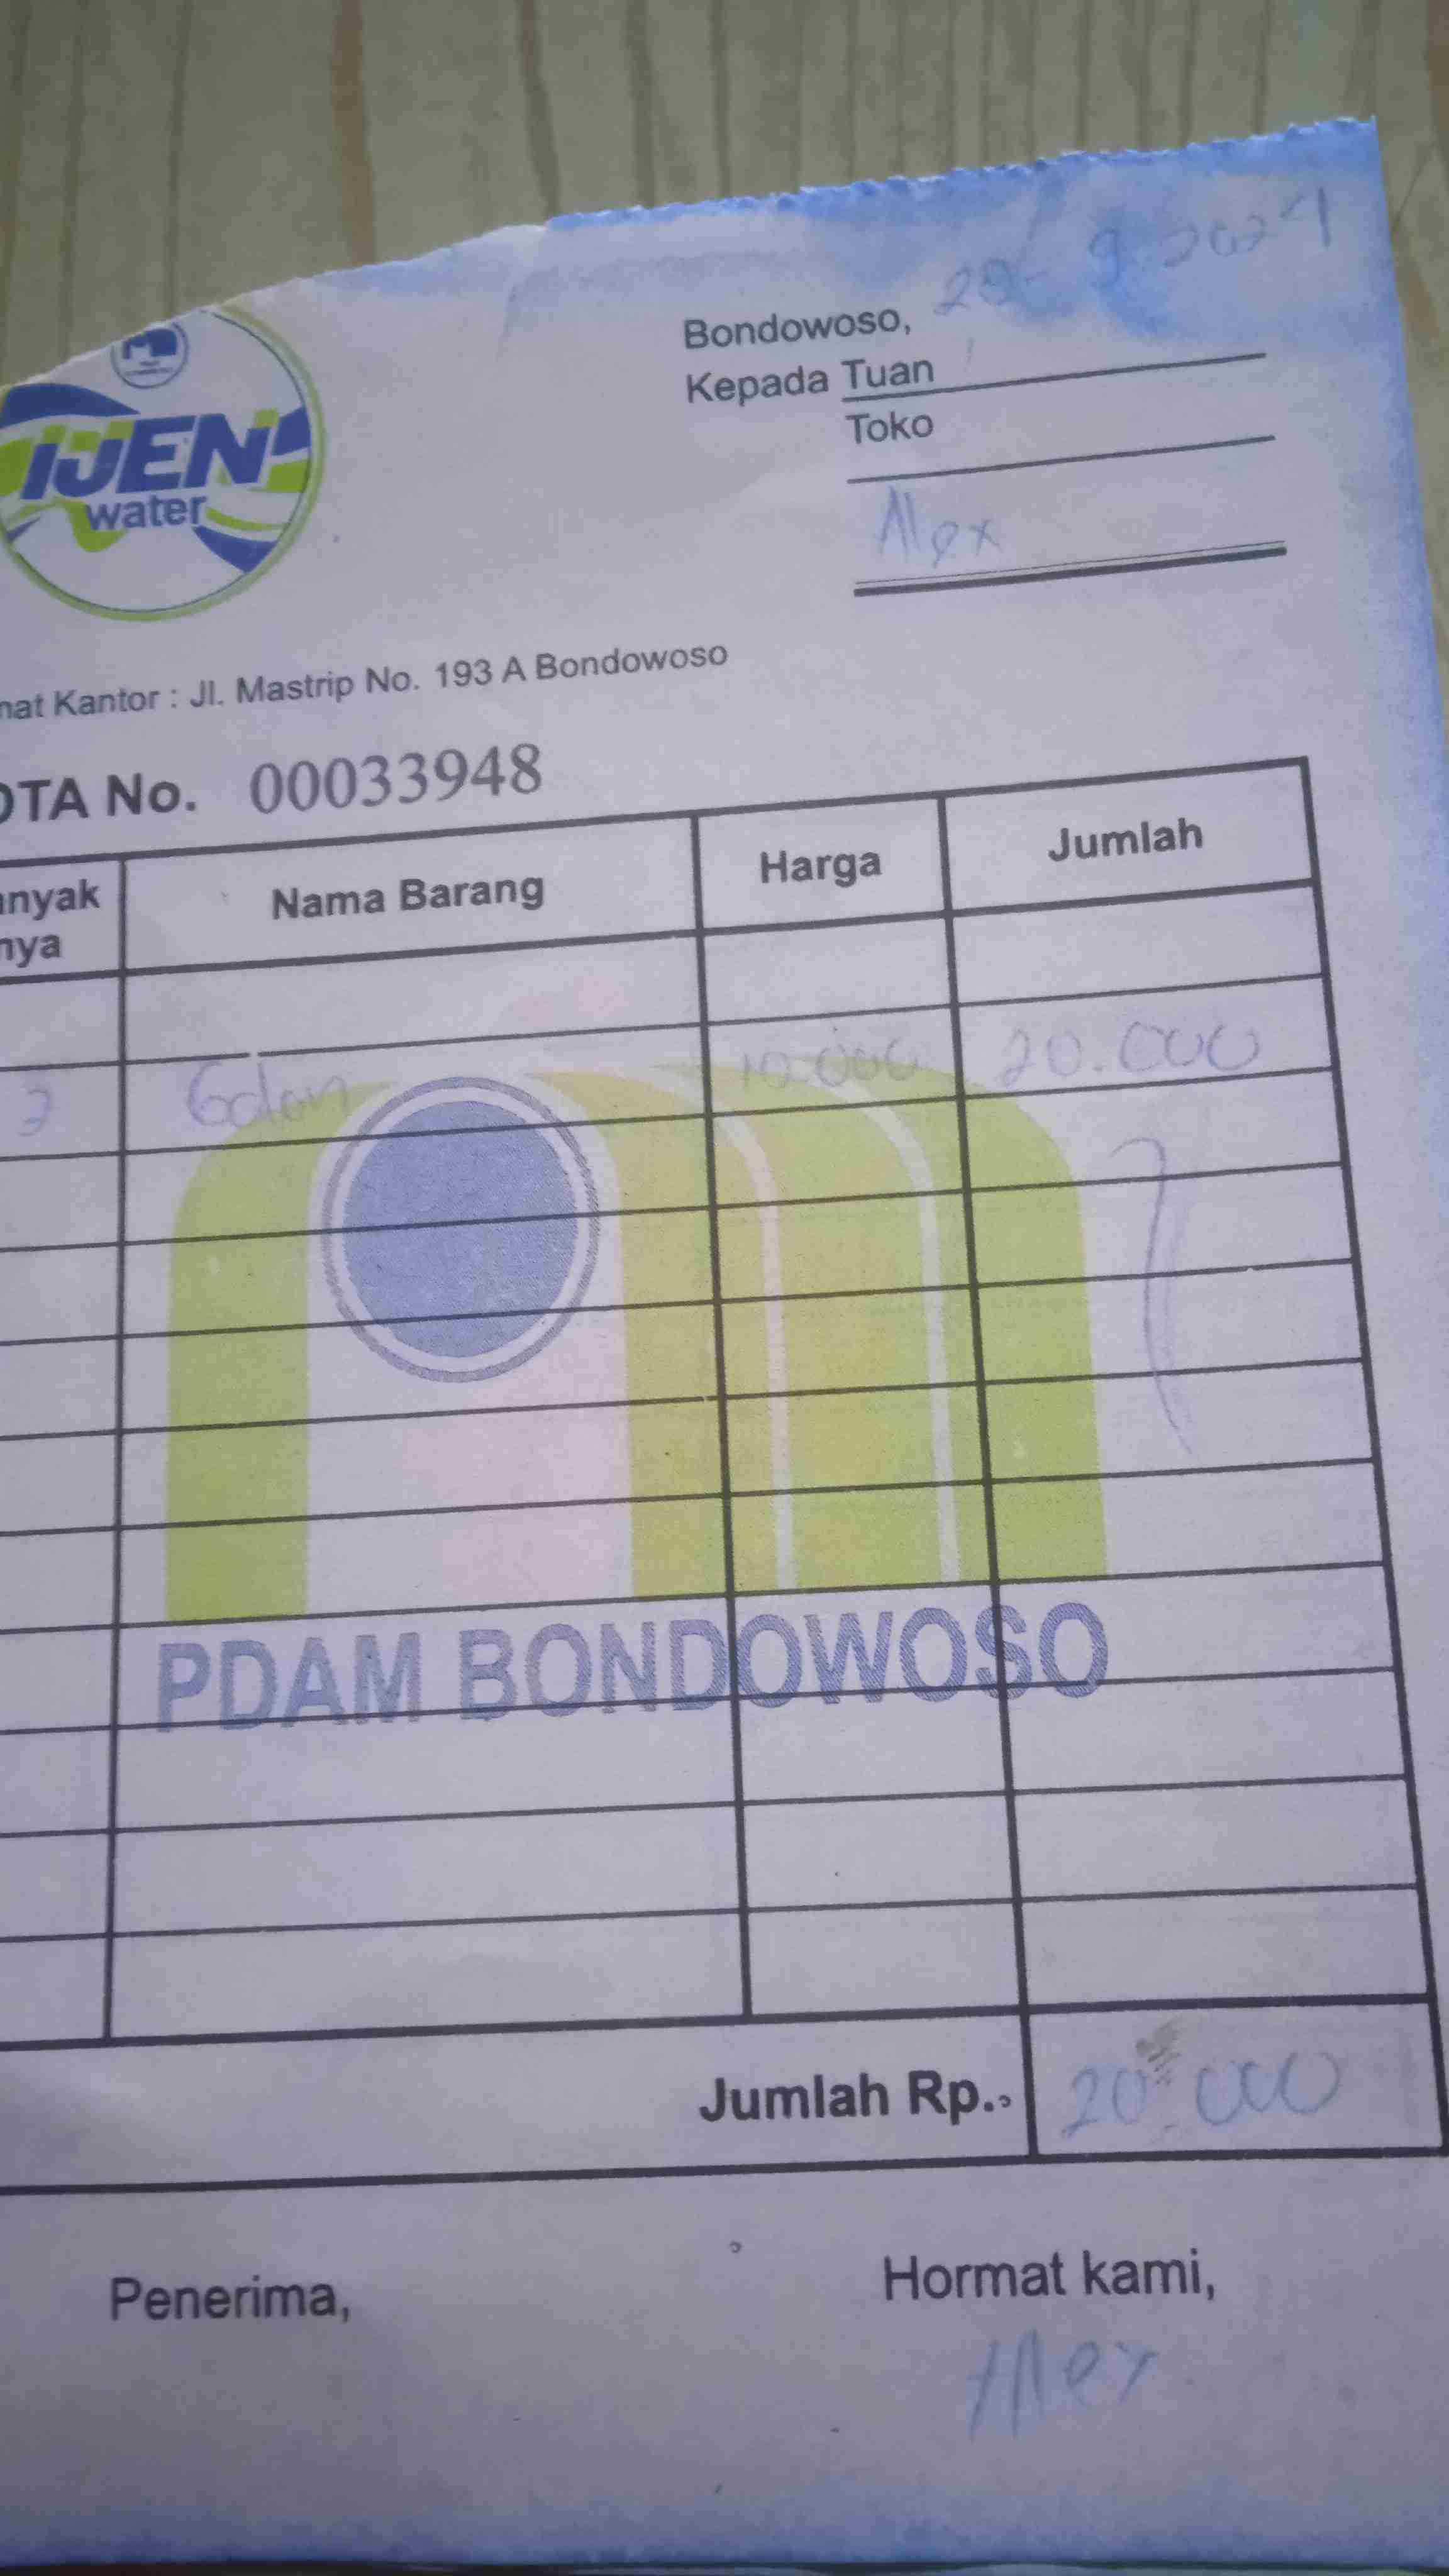 29-9-2024
Bondowoso,
Kepada Tuan
Toko
Alex
IJEN
water
mat Kantor : Jl. Mastrip No. 193 A Bondowoso
OTA No. 00033948
anyak
nya
Nama Barang
Harga
Jumlah
2 Galon 10.000 20.000
PDAM BONDOWOSO
Jumlah Rp. 20.000
Penerima,
Hormat kami,
Alex